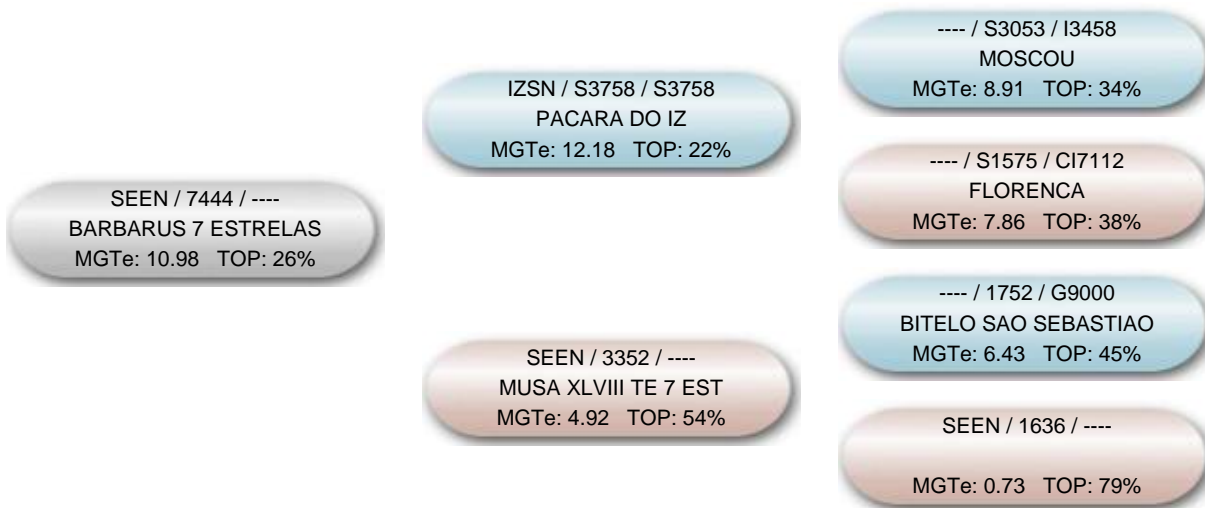 SEEN / 7444 / ----
BARBARUS 7 ESTRELAS
MGTe: 10.98 TOP: 26%
IZSN / S3758 / S3758
PACARA DO IZ
MGTe: 12.18 TOP: 22%
SEEN / 3352 / ----
MUSA XLVIII TE 7 EST
MGTe: 4.92 TOP: 54%
---- / S3053 / I3458
MOSCOU
MGTe: 8.91 TOP: 34%
---- / S1575 / CI7112
FLORENCA
MGTe: 7.86 TOP: 38%
---- / 1752 / G9000
BITELO SAO SEBASTIAO
MGTe: 6.43 TOP: 45%
SEEN / 1636 / ----
MGTe: 0.73 TOP: 79%